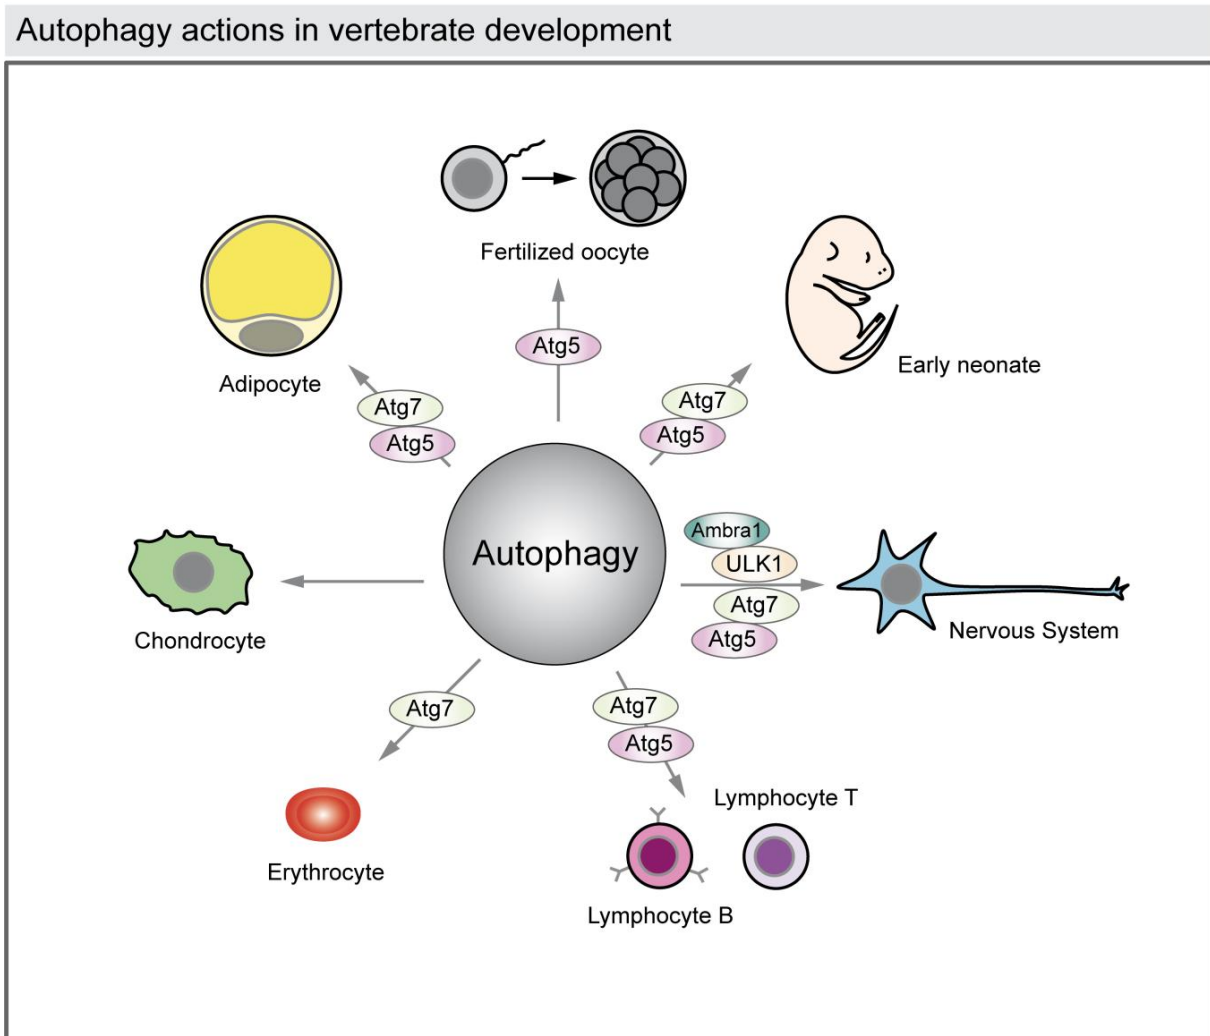 Autophagy actions in vertebrate development
Fertilized oocyte
Atg5
Early neonate
Atg7
Atg5
Adipocyte
Atg7
Atg5
Autophagy
Ambra1
ULK1
Atg7
Atg5
Nervous System
Chondrocyte
Atg7
Erythrocyte
Atg7
Atg5
Lymphocyte T
Lymphocyte B